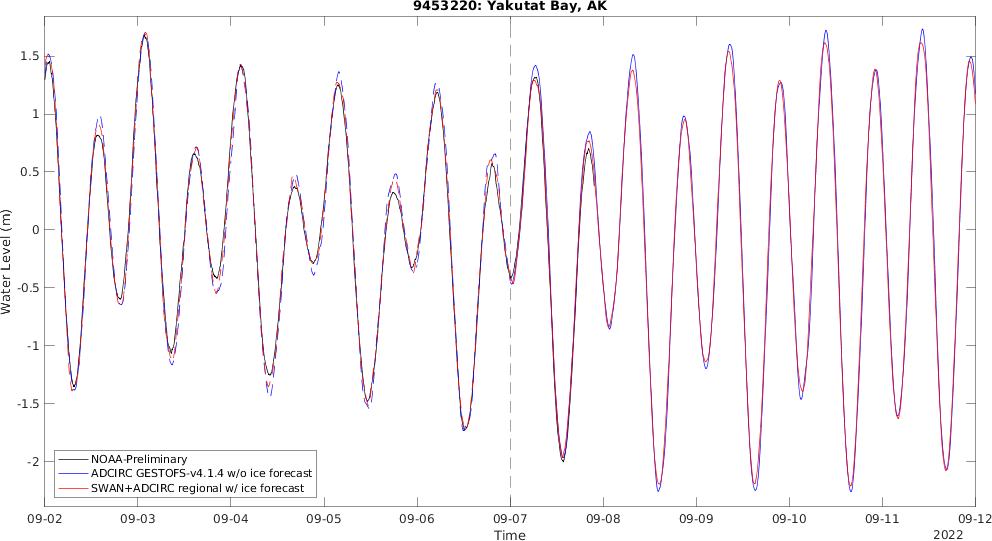 9453220: Yakutat Bay, AK
Water Level (m)
1.5
1
0.5
0
-0.5
-1
-1.5
-2
NOAA-Preliminary
ADCIRC GESTOFS-v4.1.4 w/o ice forecast
SWAN+ADCIRC regional w/ ice forecast
09-02 09-03 09-04 09-05 09-06 09-07 09-08 09-09 09-10 09-11 09-12
Time
2022